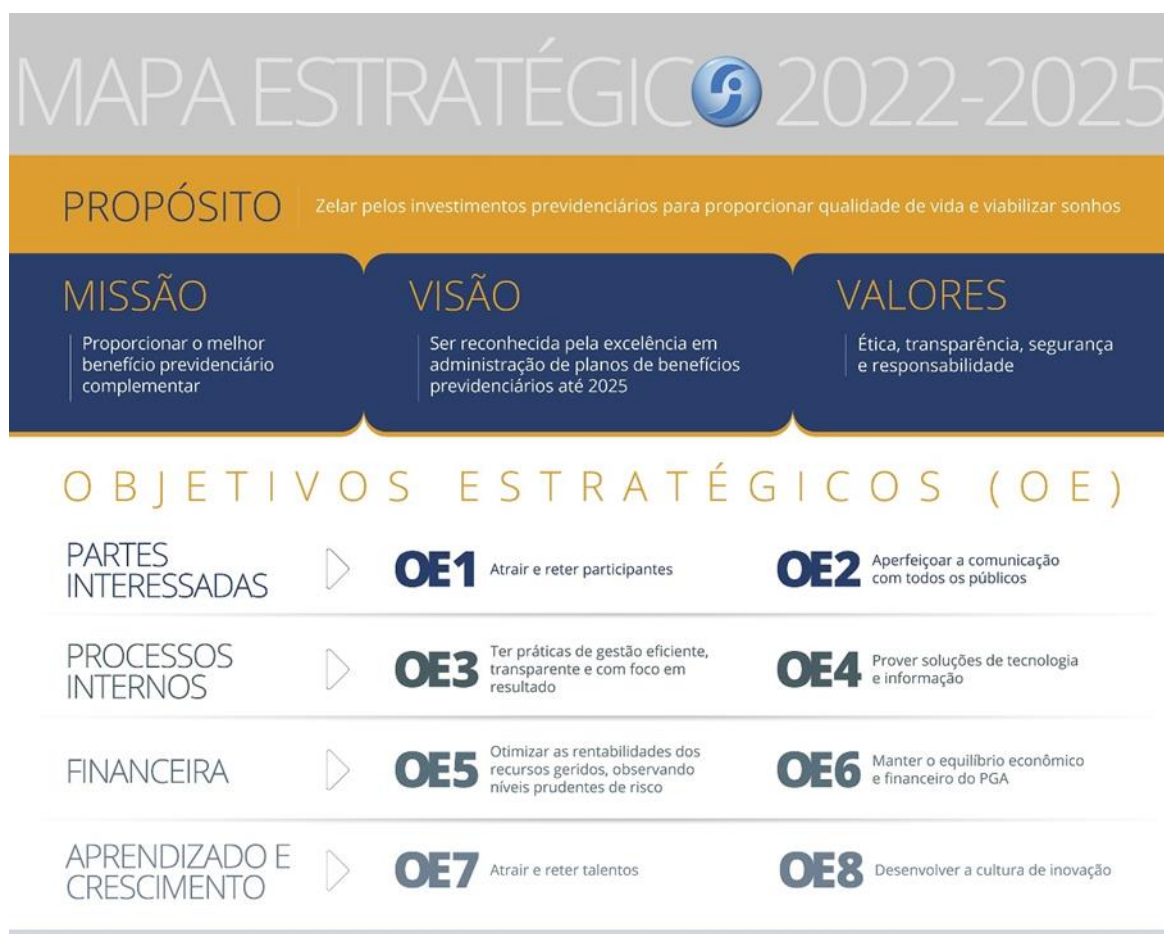 MAPA ESTRATÉGICO 2022-2025
PROPÓSITO
Zelar pelos investimentos previdenciários para proporcionar qualidade de vida e viabilizar sonhos
MISSÃO
Proporcionar o melhor
benefício previdenciário
complementar
VISÃO
Ser reconhecida pela excelência em
administração de planos de benefícios
previdenciários até 2025
VALORES
Ética, transparência, segurança
e responsabilidade
OBJETIVOS ESTRATÉGICOS (OE)
PARTES
INTERESSADAS
OE1
Atrair e reter participantes
OE2
Aperfeiçoar a comunicação
com todos os públicos
PROCESSOS
INTERNOS
OE3
Ter práticas de gestão eficiente,
transparente e com foco em
resultado
OE4
Prover soluções de tecnologia
e informação
FINANCEIRA
OE5
Otimizar as rentabilidades dos
recursos geridos, observando
níveis prudentes de risco
OE6
Manter o equilíbrio econômico
e financeiro do PGA
APRENDIZADO E
CRESCIMENTO
OE7
Atrair e reter talentos
OE8
Desenvolver a cultura de inovação